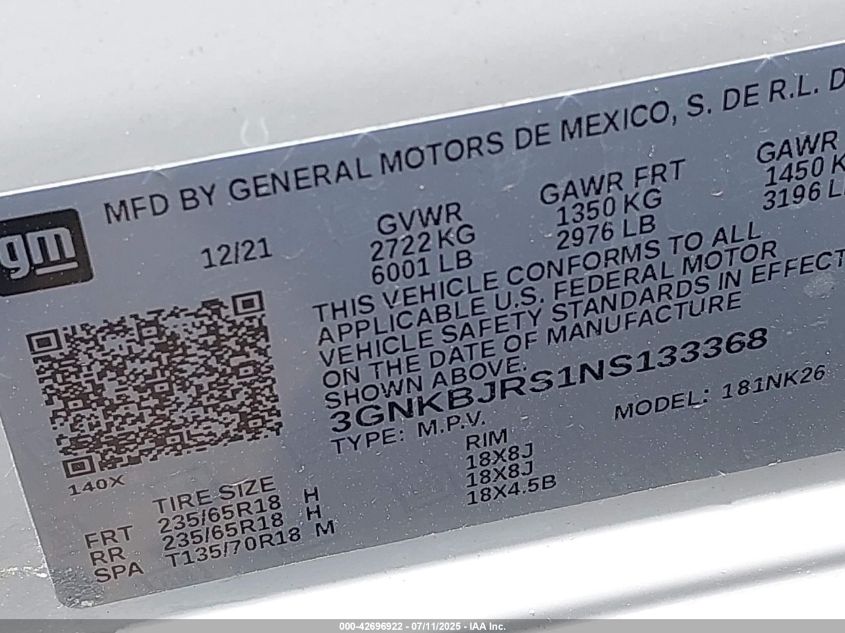 MFD BY GENERAL MOTORS DE MEXICO, S. DE R.L. D
gm
12/21
GVWR
2722 KG
6001 LB
GAWR FRT
1350 KG
2976 LB
GAWR
1450 K
3196 L
THIS VEHICLE CONFORMS TO ALL
APPLICABLE U.S. FEDERAL MOTOR
VEHICLE SAFETY STANDARDS IN EFFECT
ON THE DATE OF MANUFACTURE
SHOWN ABOVE.
3GNKBJRS1NS133368
TYPE: M.P.V.
MODEL: 181NK26
140X
TIRE SIZE RIM
FRT 235/65R18 H 18X8J
RR 235/65R18 H 18X8J
SPA T135/70R18 M 18X4.5B
000-42696922 - 07/11/2025 - IAA Inc.